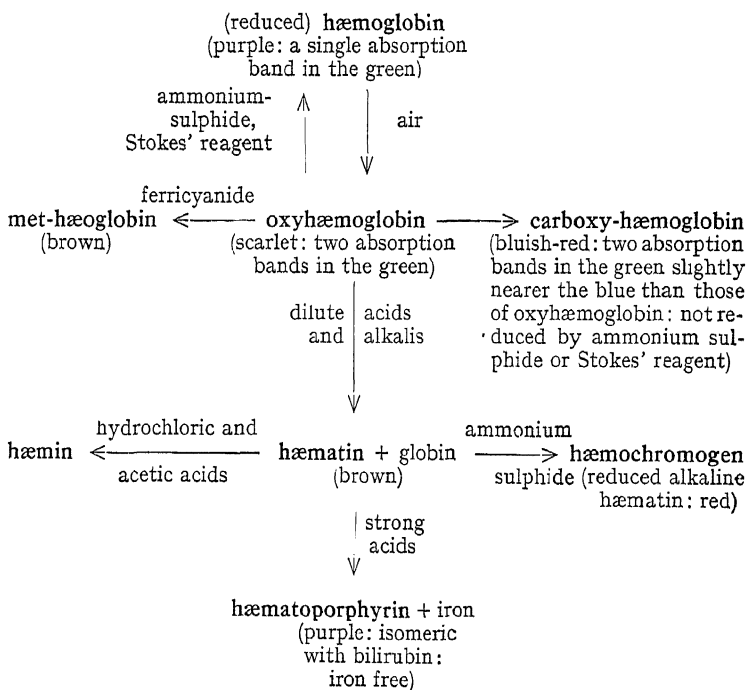 (reduced) hæmoglobin
(purple: a single absorption
band in the green)
ammonium-
sulphide,
Stokes’ reagent
air
ferricyanide
met-hæoglobin
(brown)
oxyhæmoglobin
(scarlet: two absorption
bands in the green)
carboxy-hæmoglobin
(bluish-red: two absorption
bands in the green slightly
nearer the blue than those
of oxyhæmoglobin: not re-
duced by ammonium sul-
phide or Stokes’ reagent)
dilute acids
and alkalis
hæmin
hydrochloric and
acetic acids
hæmatin + globin
(brown)
ammonium
hæmochromogen
sulphide (reduced alkaline
hæmatin: red)
strong
acids
hæmatoporphyrin + iron
(purple: isomeric
with bilirubin:
iron free)